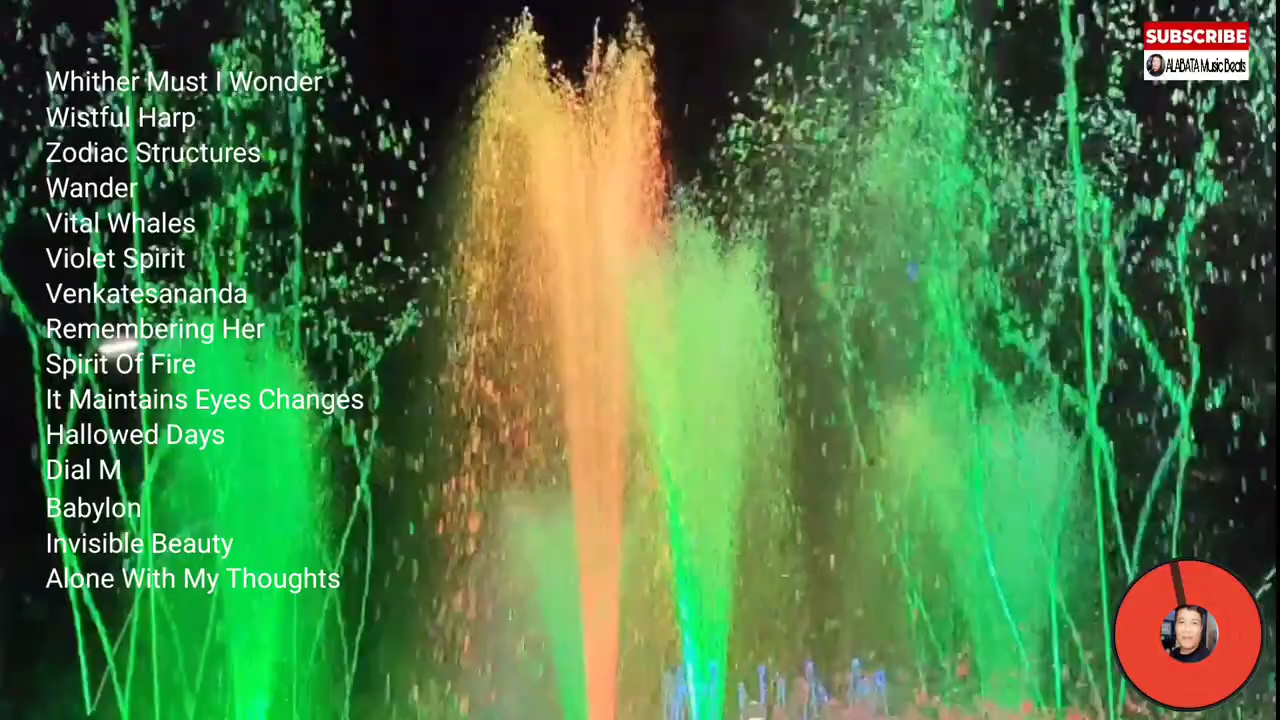 Whither Must I Wonder
Wistful Harp
Zodiac Structures
Wander
Vital Whales
Violet Spirit
Venkatesananda
Remembering Her
Spirit Of Fire
It Maintains Eyes Changes
Hallowed Days
Dial M
Babylon
Invisible Beauty
Alone With My Thoughts
SUBSCRIBE
ALABATA Music Beats